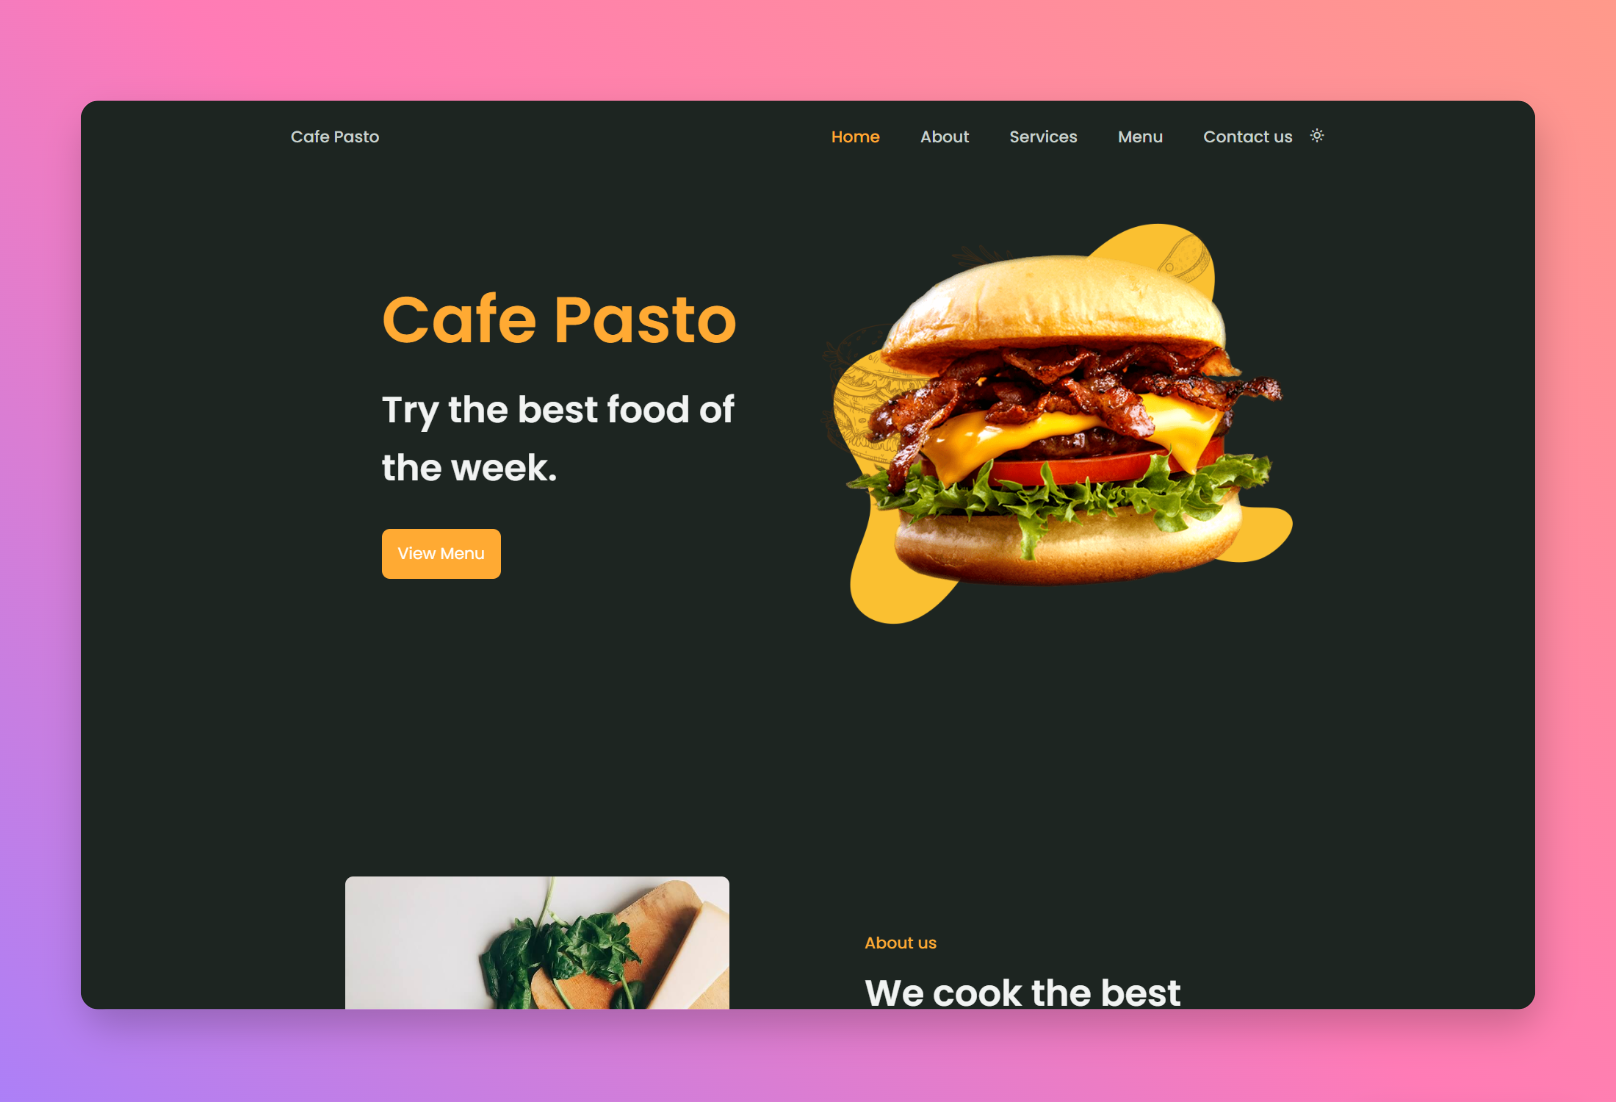 Cafe Pasto
Home
About
Services
Menu
Contact us
Cafe Pasto
Try the best food of
the week.
View Menu
About us
We cook the best